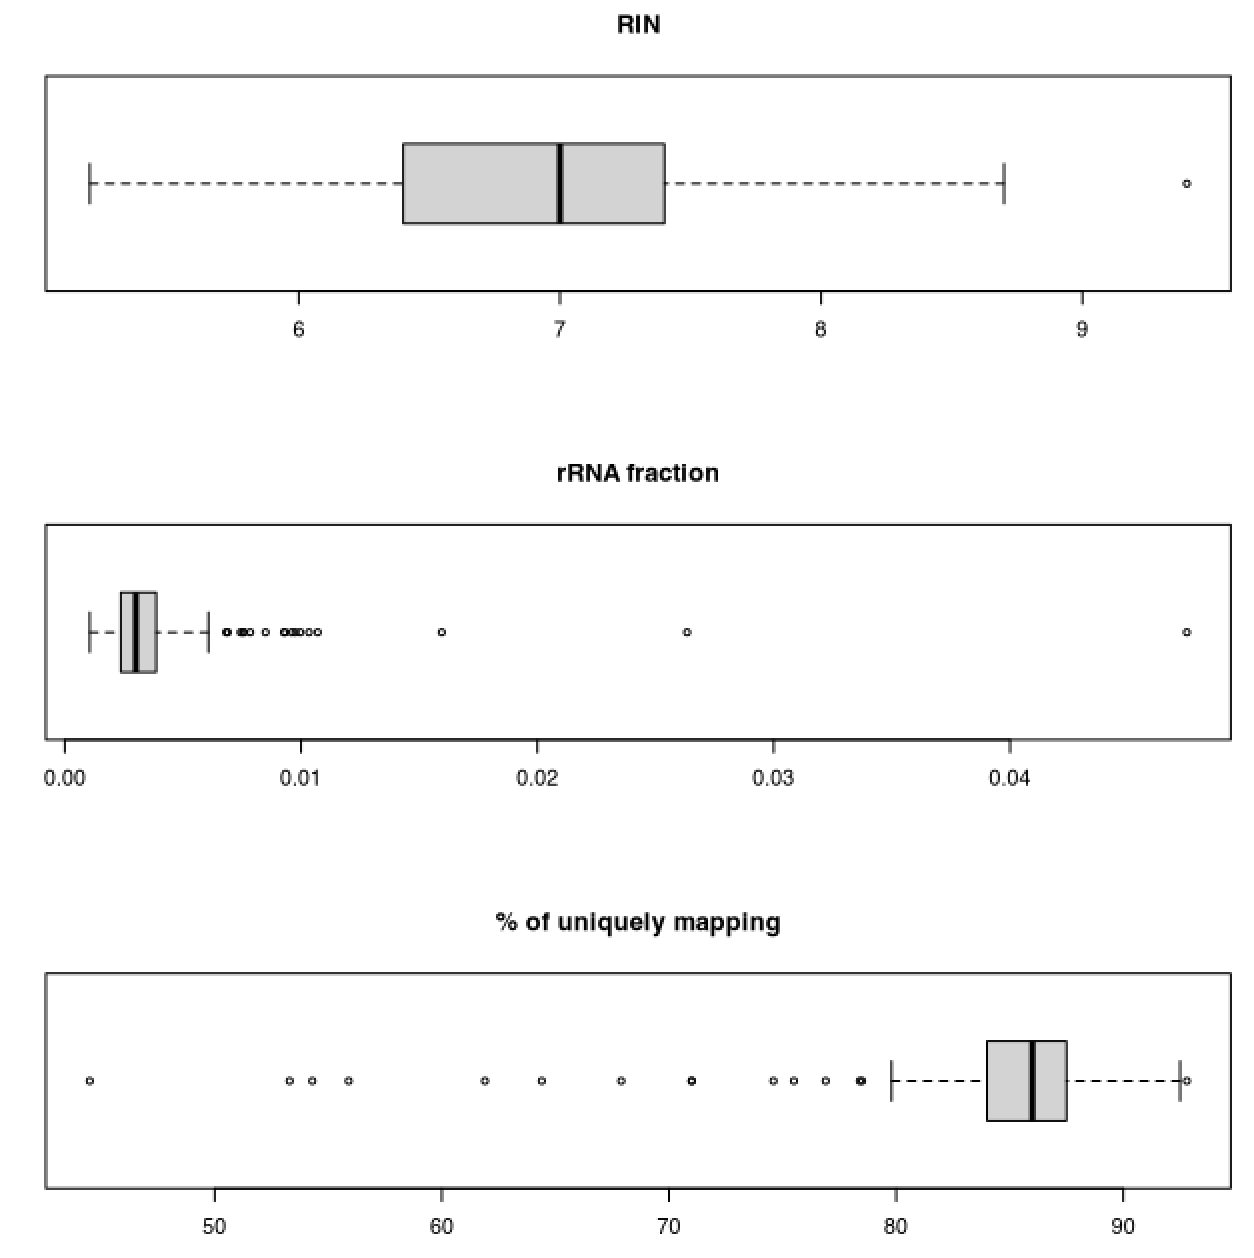 RIN
6 7 8 9
rRNA fraction
0.00 0.01 0.02 0.03 0.04
% of uniquely mapping
50 60 70 80 90